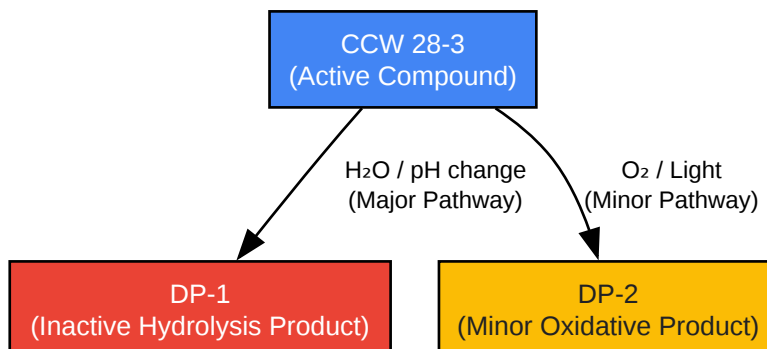 CCW 28-3
(Active Compound)
H₂O / pH change
(Major Pathway)
O₂ / Light
(Minor Pathway)
DP-1
(Inactive Hydrolysis Product)
DP-2
(Minor Oxidative Product)